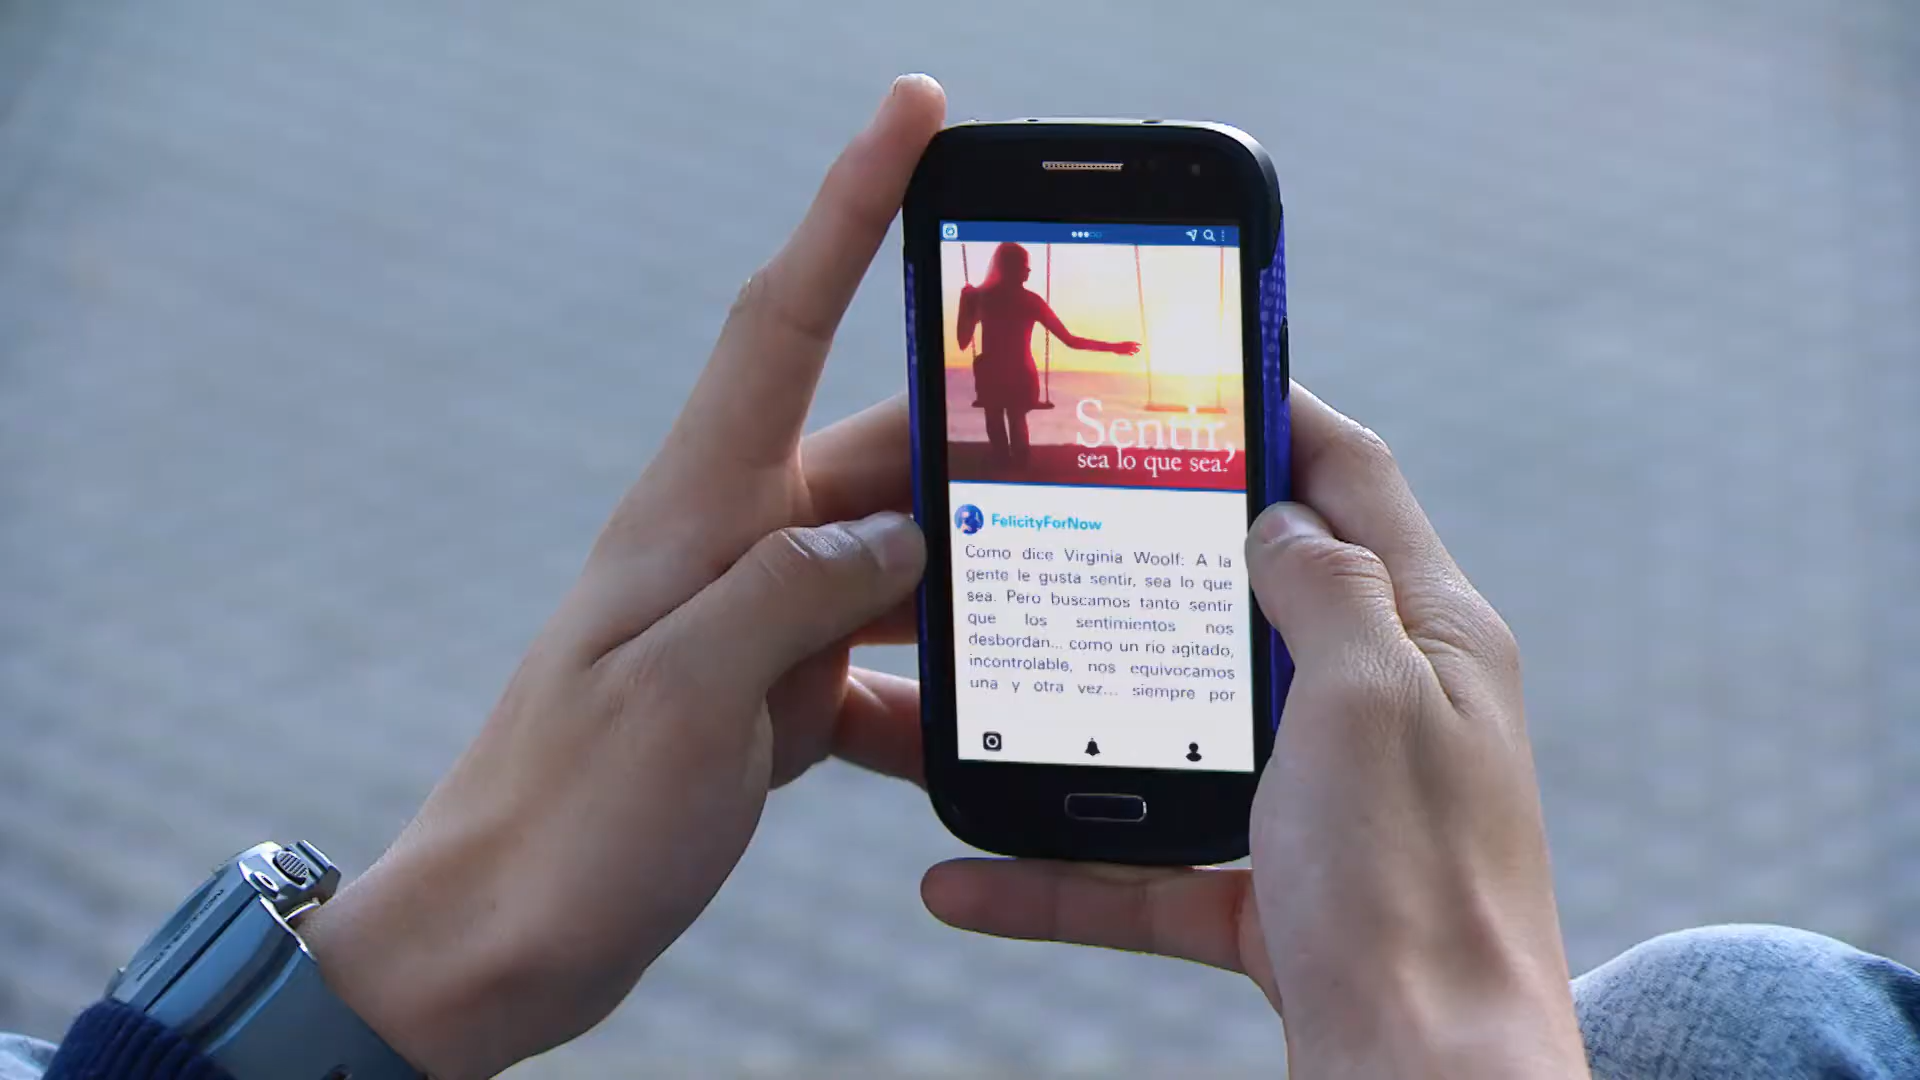 Sentir,
sea lo que sea.
FelicityForNow
Como dice Virginia Woolf: A la
gente le gusta sentir, sea lo que
sea. Pero buscamos tanto sentir
que los sentimientos nos
desbordan... como un rio agitado,
incontrolable, nos equivocamos
una y otra vez... siempre por